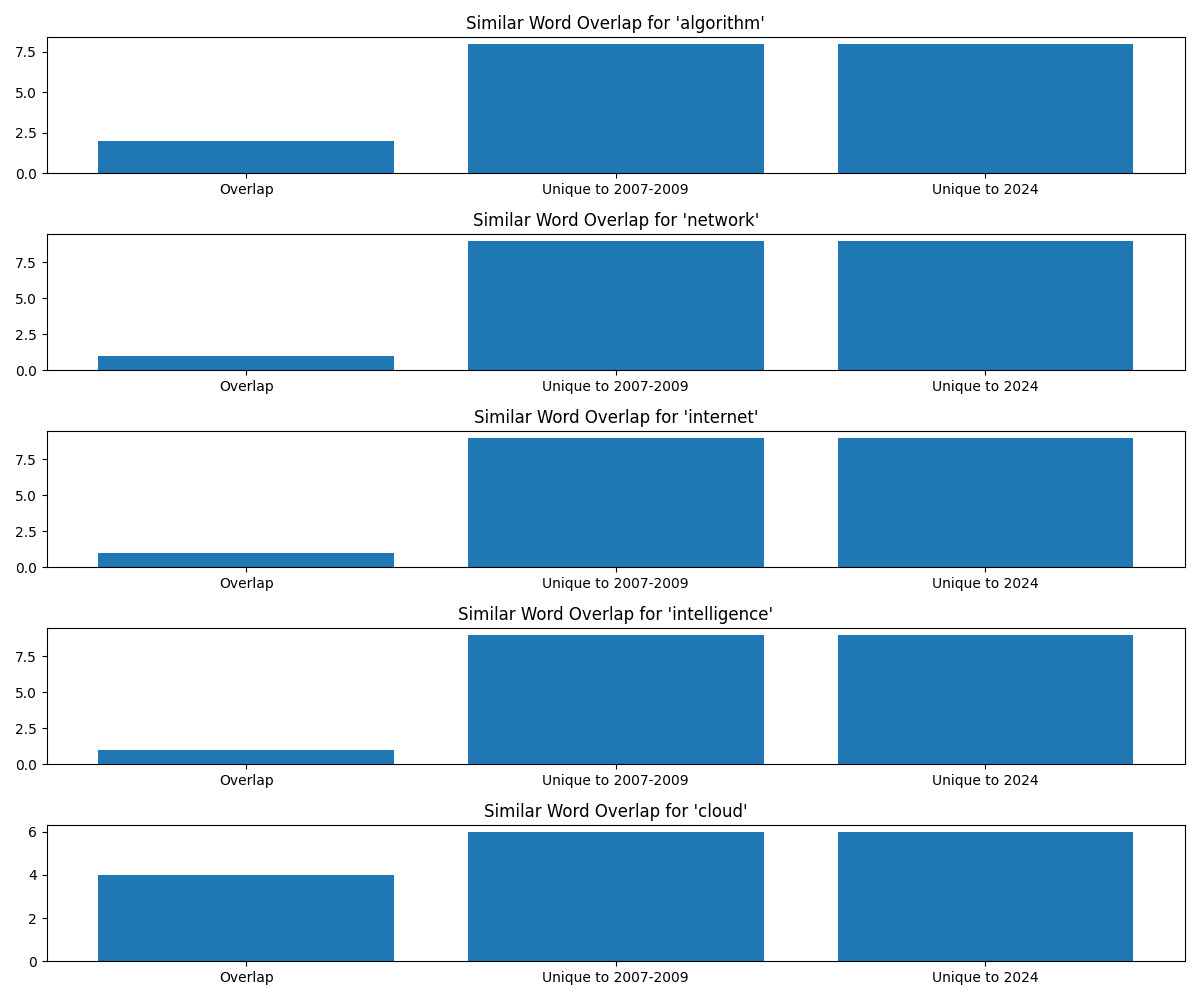 Similar Word Overlap for 'algorithm'
7.5
5.0
2.5
0.0
Overlap Unique to 2007-2009 Unique to 2024
Similar Word Overlap for 'network'
7.5
5.0
2.5
0.0
Overlap Unique to 2007-2009 Unique to 2024
Similar Word Overlap for 'internet'
7.5
5.0
2.5
0.0
Overlap Unique to 2007-2009 Unique to 2024
Similar Word Overlap for 'intelligence'
7.5
5.0
2.5
0.0
Overlap Unique to 2007-2009 Unique to 2024
Similar Word Overlap for 'cloud'
6
4
2
0
Overlap Unique to 2007-2009 Unique to 2024